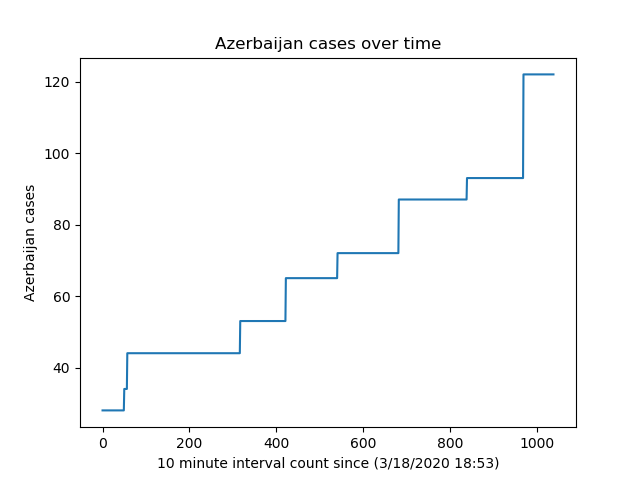 Azerbaijan cases over time
Azerbaijan cases
120
100
80
60
40
0 200 400 600 800 1000
10 minute interval count since (3/18/2020 18:53)